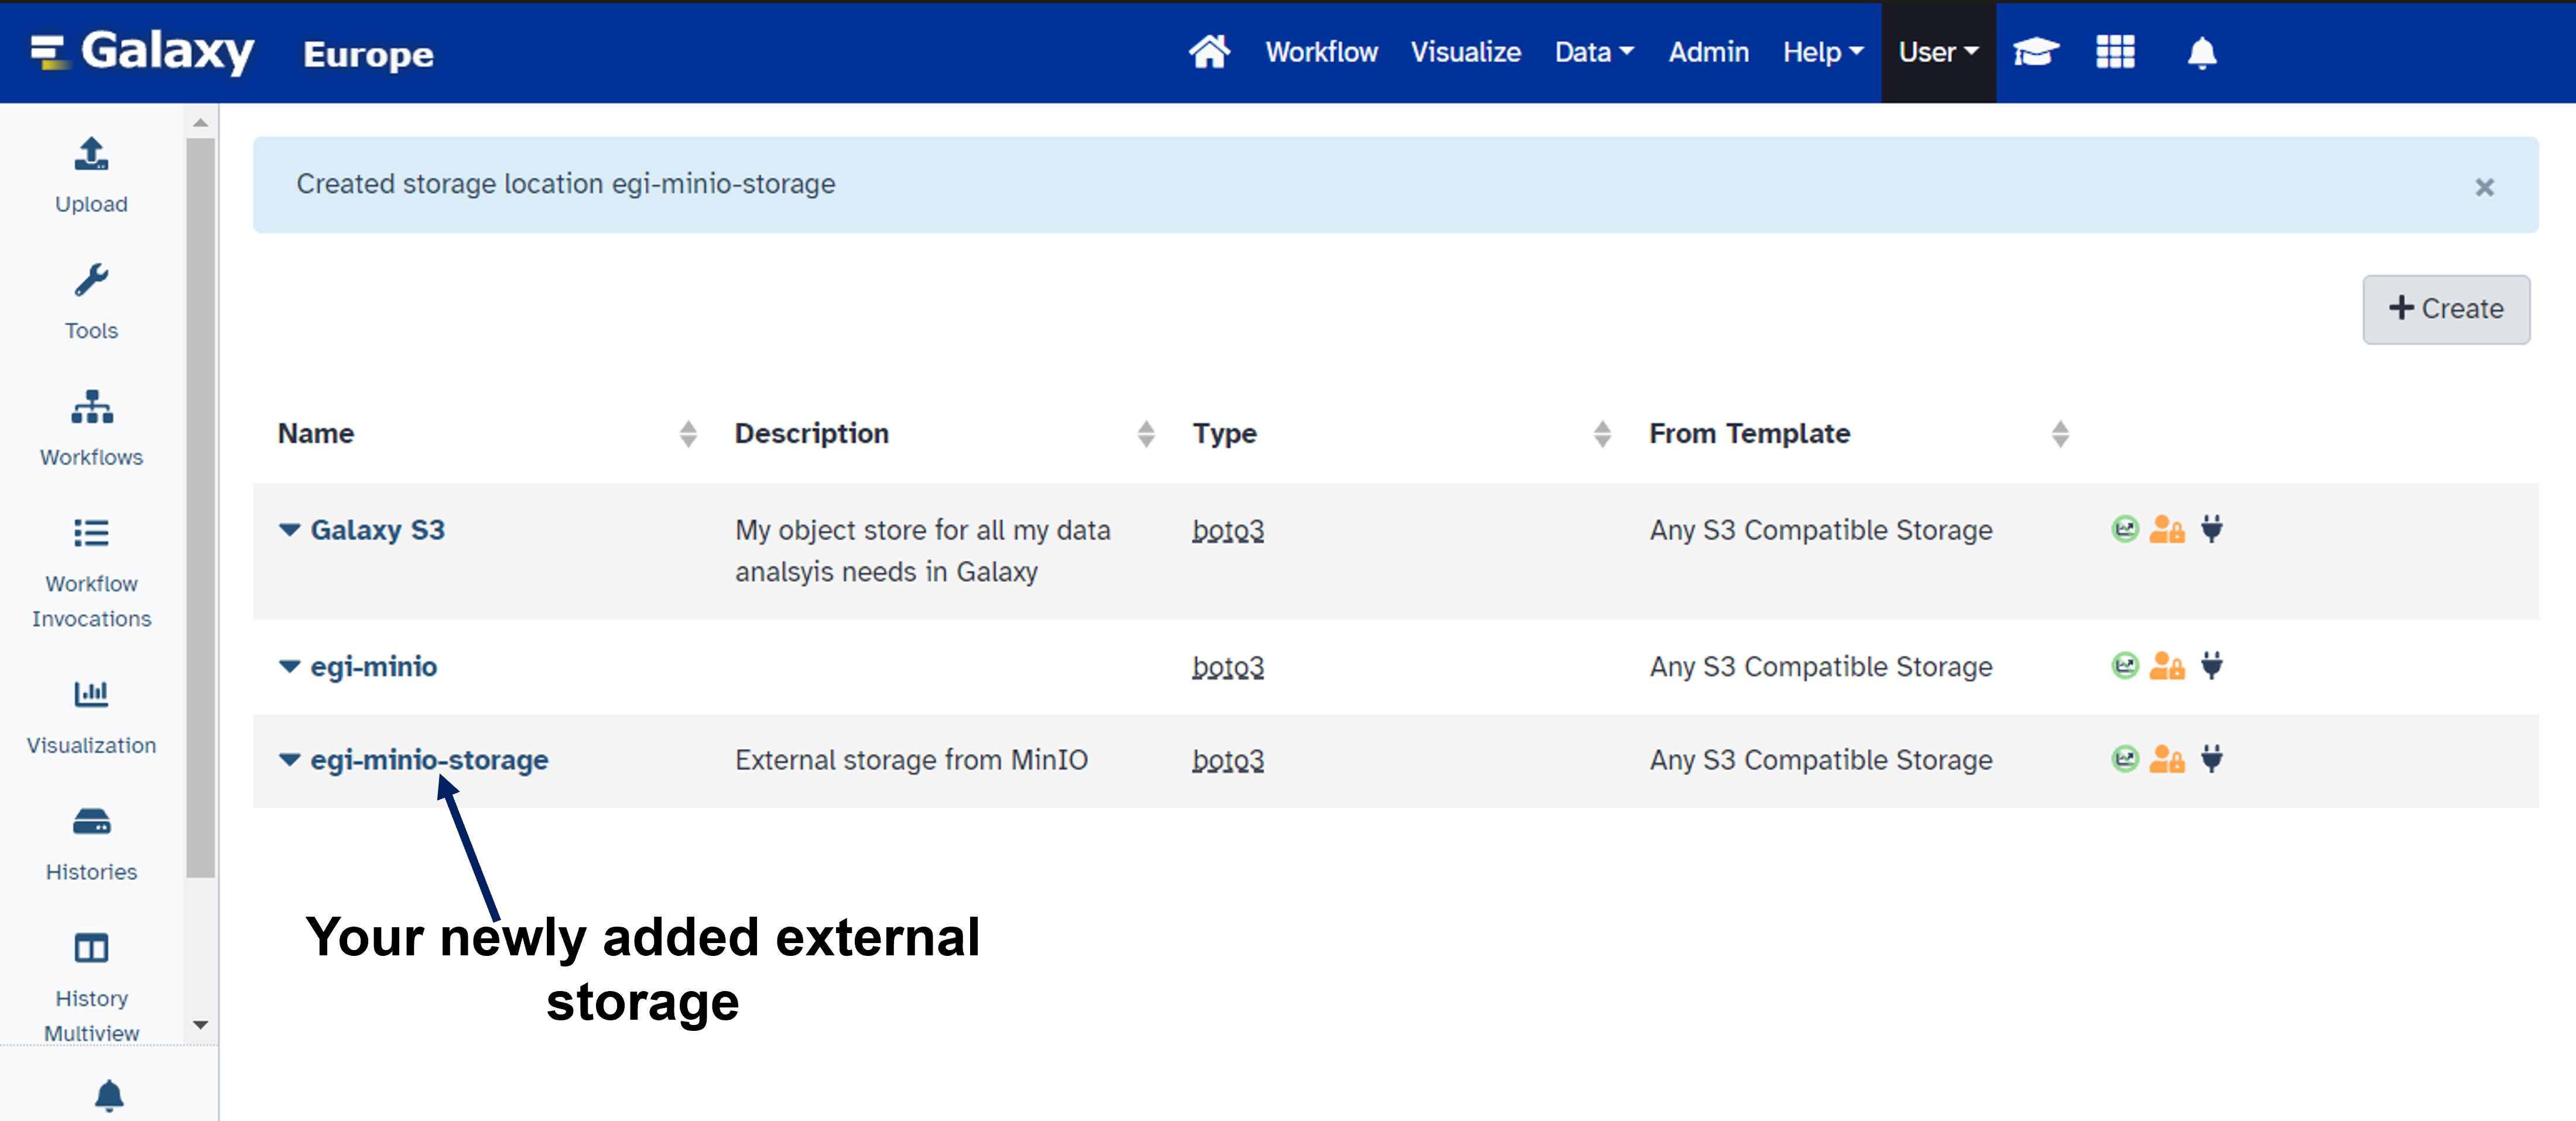 Galaxy Europe Workflow Visualize Data Admin Help User
Upload
Tools
Workflows
Workflow
Invocations
Visualization
Histories
History
Multiview
Created storage location egi-minio-storage ×
+ Create
Name Description Type From Template
Galaxy S3 My object store for all my data boto3 Any S3 Compatible Storage
analsyis needs in Galaxy
egi-minio boto3 Any S3 Compatible Storage
egi-minio-storage External storage from MinIO boto3 Any S3 Compatible Storage
Your newly added external
storage